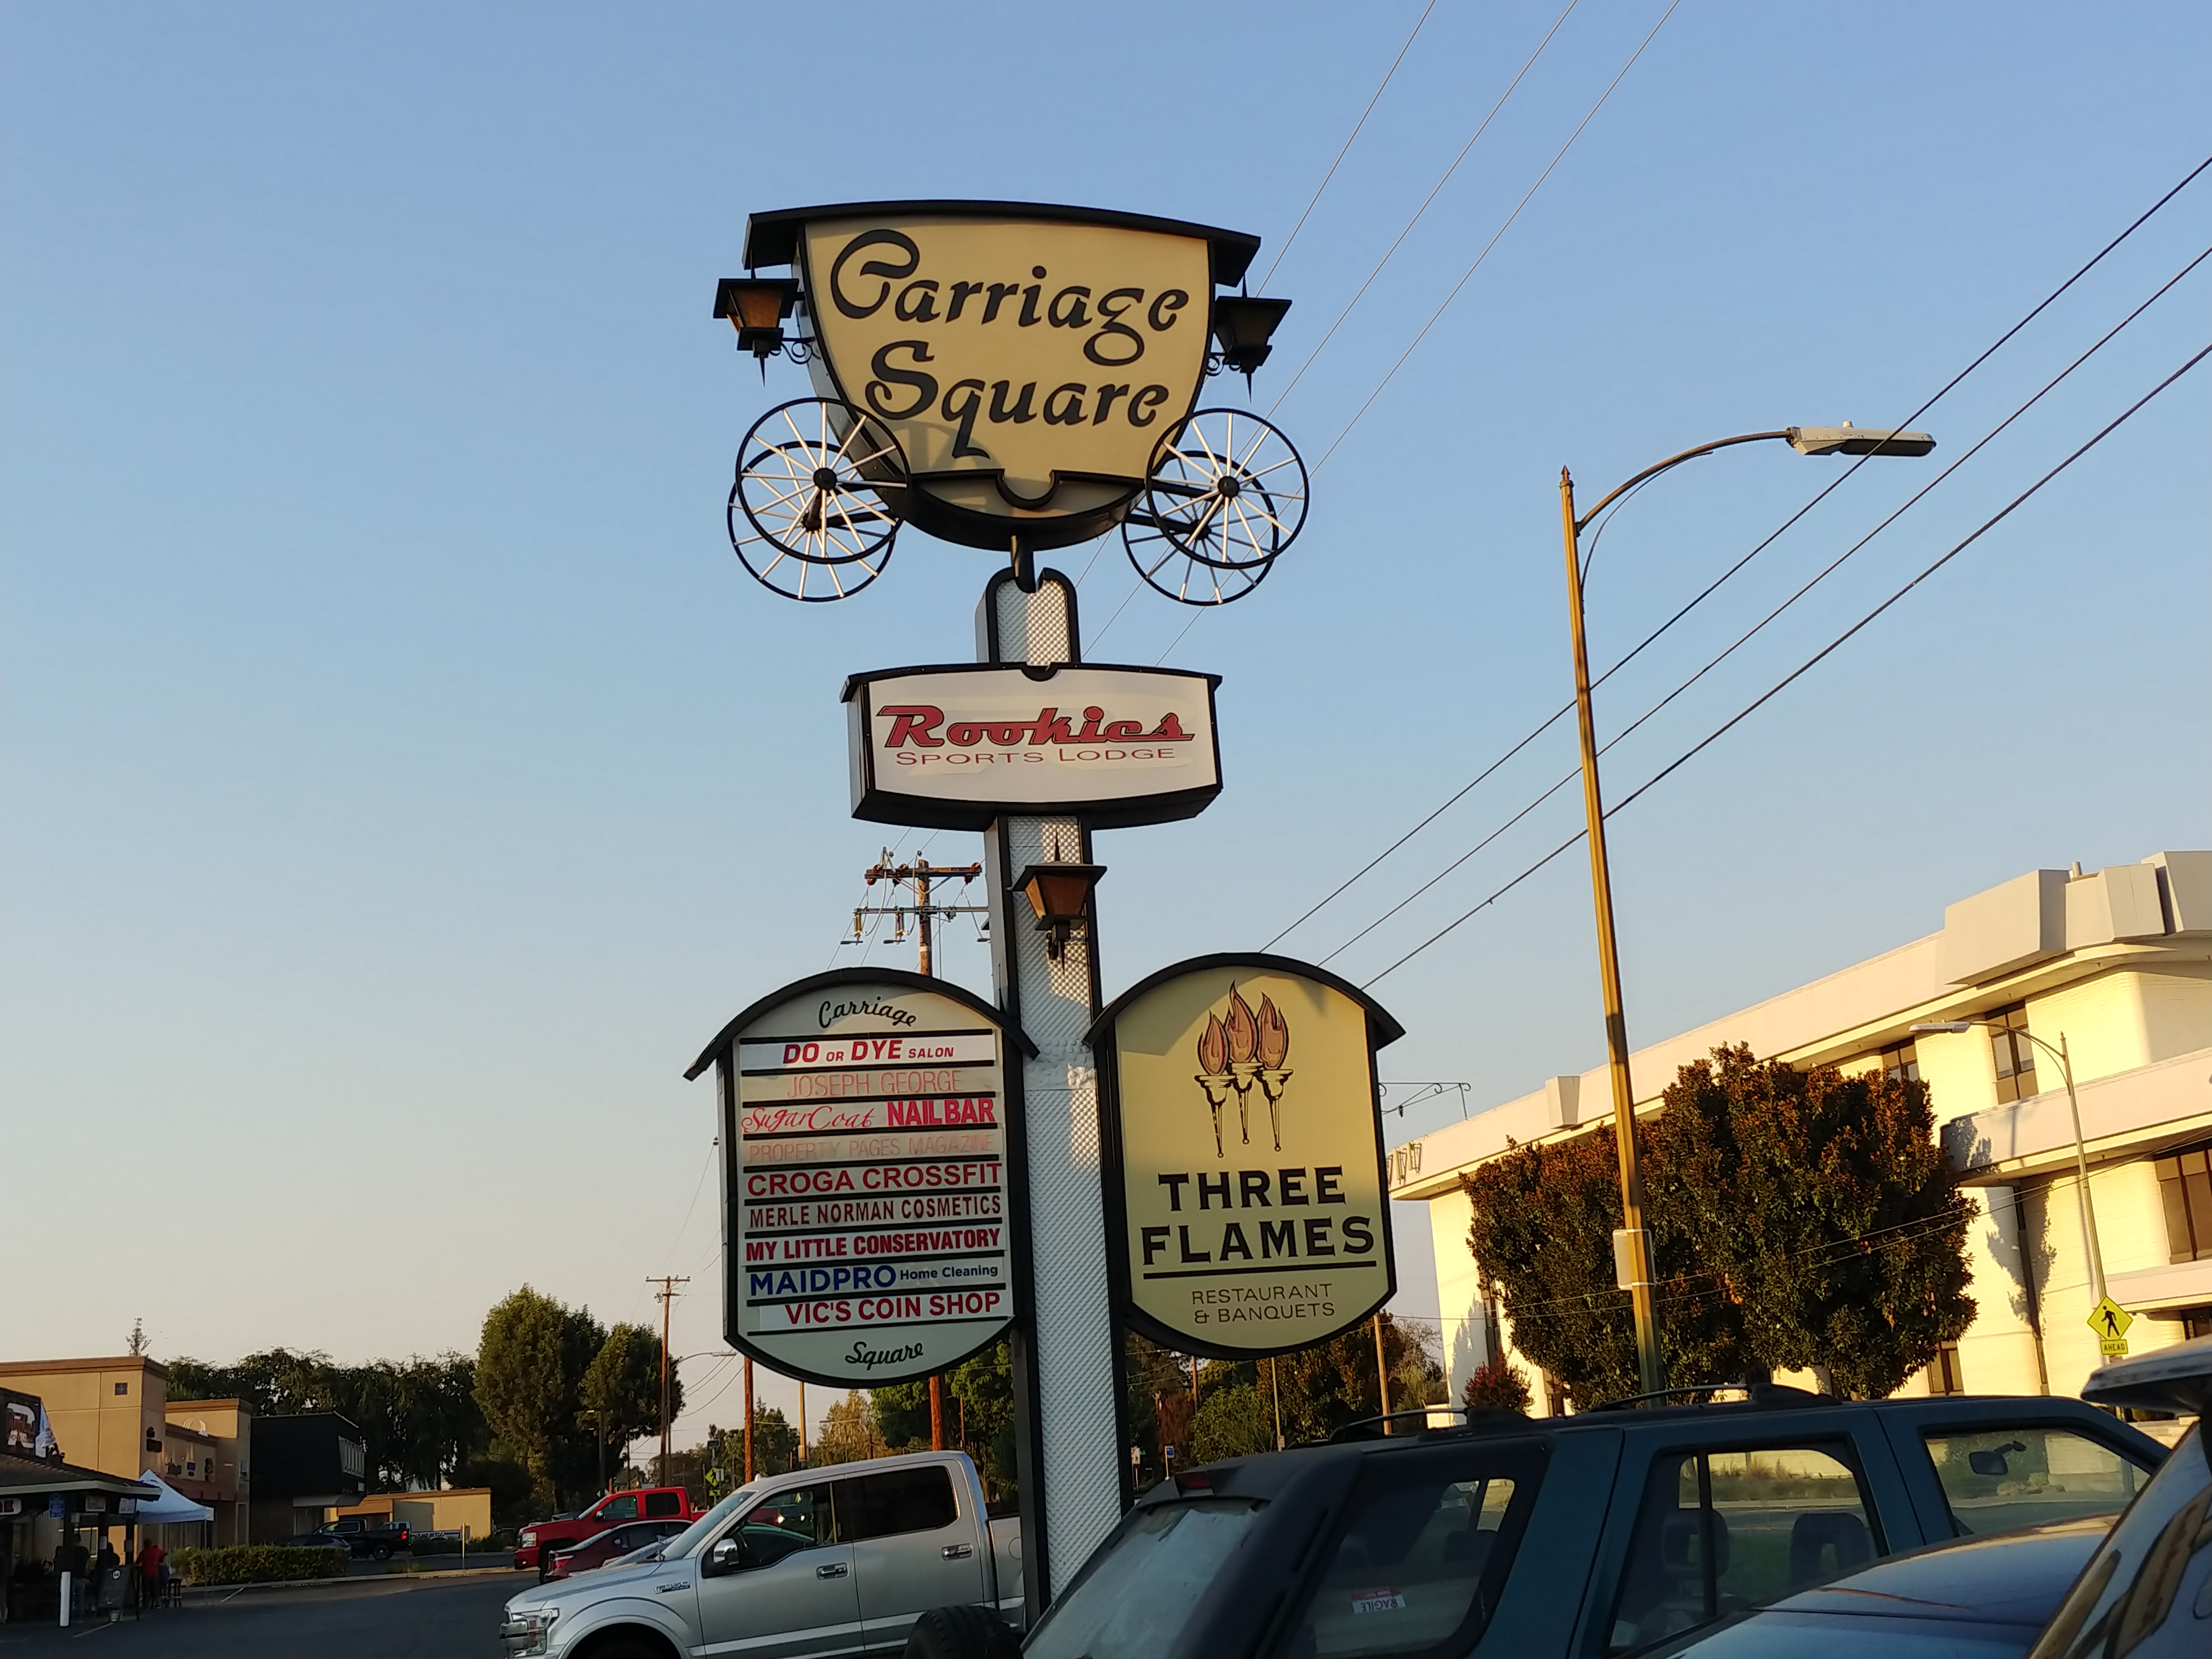 Carriage
Square
Rookies
SPORTS LODGE
Carriage
DO OR DYE SALON
JOSEPH GEORGE
SugarCoat NAILBAR
PROPERTY PAGES MAGAZINE
CROGA CROSSFIT
MERLE NORMAN COSMETICS
MY LITTLE CONSERVATORY
MAIDPRO Home Cleaning
VIC'S COIN SHOP
Square
THREE
FLAMES
RESTAURANT
& BANQUETS
AHEAD